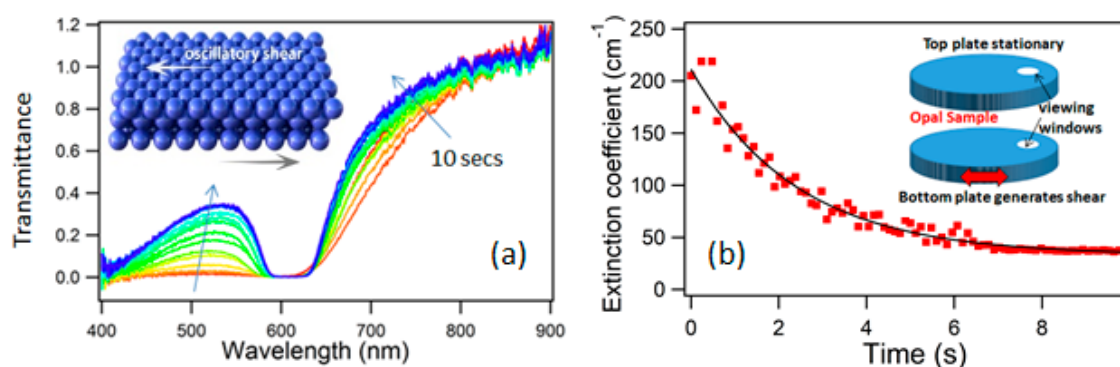 1.2
1.0
0.8
0.6
0.4
0.2
0.0
Transmittance
oscillatory shear
10 secs
(a)
400
500
600
700
800
900
Wavelength (nm)
250
200
150
100
50
0
Extinction coefficient (cm⁻¹)
Top plate stationary
viewing
Opal Sample
windows
Bottom plate generates shear
(b)
0
2
4
6
8
Time (s)